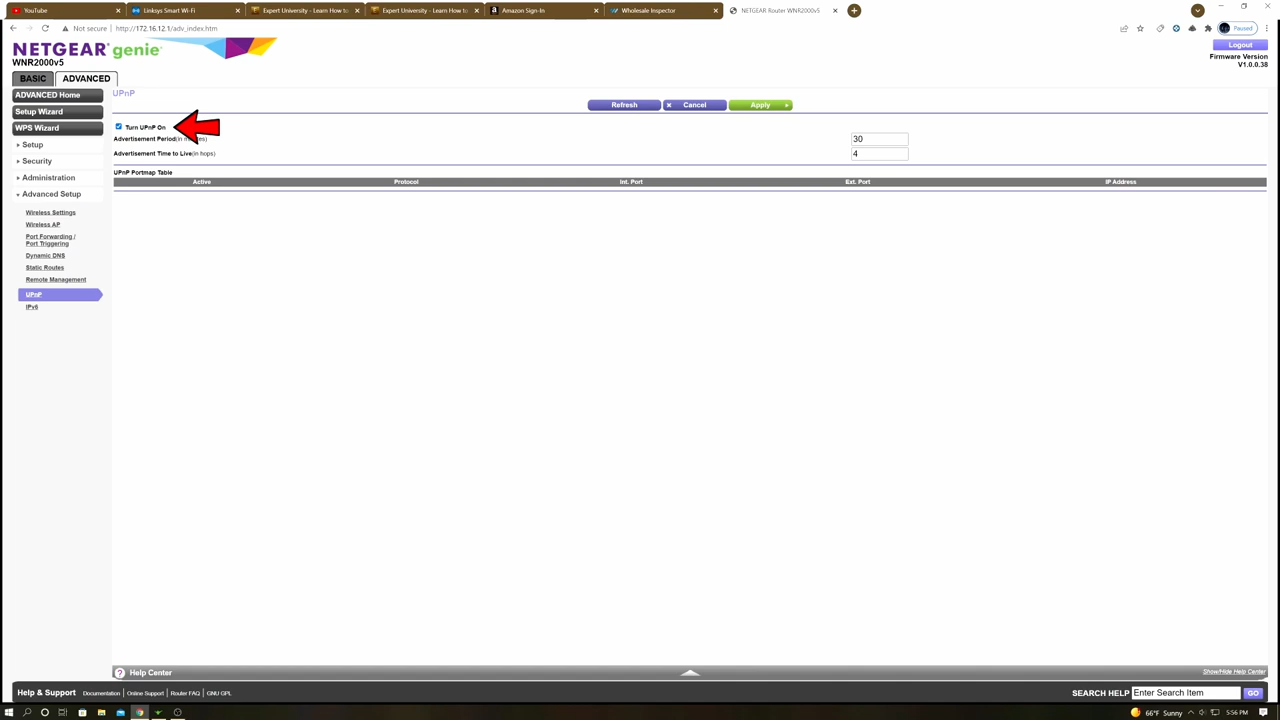 YouTube
Linksys Smart Wi-Fi
Expert University - Learn How to
Expert University - Learn How to
Amazon Sign-In
Wholesale Inspector
NETGEAR Router WNR2000v5
Not secure
http://172.16.12.1/adv_index.htm
Paused
NETGEAR genie
WNR2000v5
Logout
Firmware Version
V1.0.0.38
BASIC
ADVANCED
ADVANCED Home
Setup Wizard
WPS Wizard
Setup
Security
Administration
Advanced Setup
Wireless Settings
Wireless AP
Port Forwarding /
Port Triggering
Dynamic DNS
Static Routes
Remote Management
UPnP
IPv6
UPnP
Refresh
Cancel
Apply
Turn UPnP On
Advertisement Period(in
30
Advertisement Time to Live(in hops)
4
UPnP Portmap Table
Active Protocol Int. Port Ext. Port IP Address
Help Center
Show/Hide Help Center
Help & Support Documentation | Online Support | Router FAQ | GNU GPL
SEARCH HELP Enter Search Item GO
66°F Sunny
5:56 PM